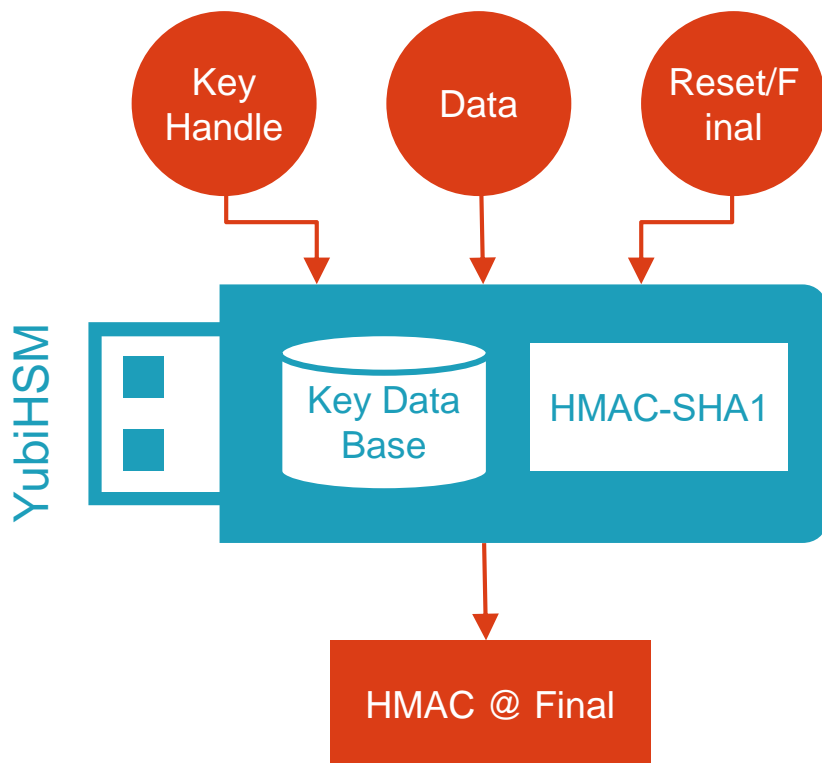 Key
Handle
Data
Reset/F
inal
YubiHSM
Key Data
Base
HMAC-SHA1
HMAC @ Final